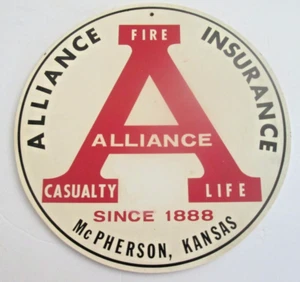 ALLIANCE INSURANCE
FIRE
A
ALLIANCE
CASUALTY LIFE
SINCE 1888
McPHERSON, KANSAS